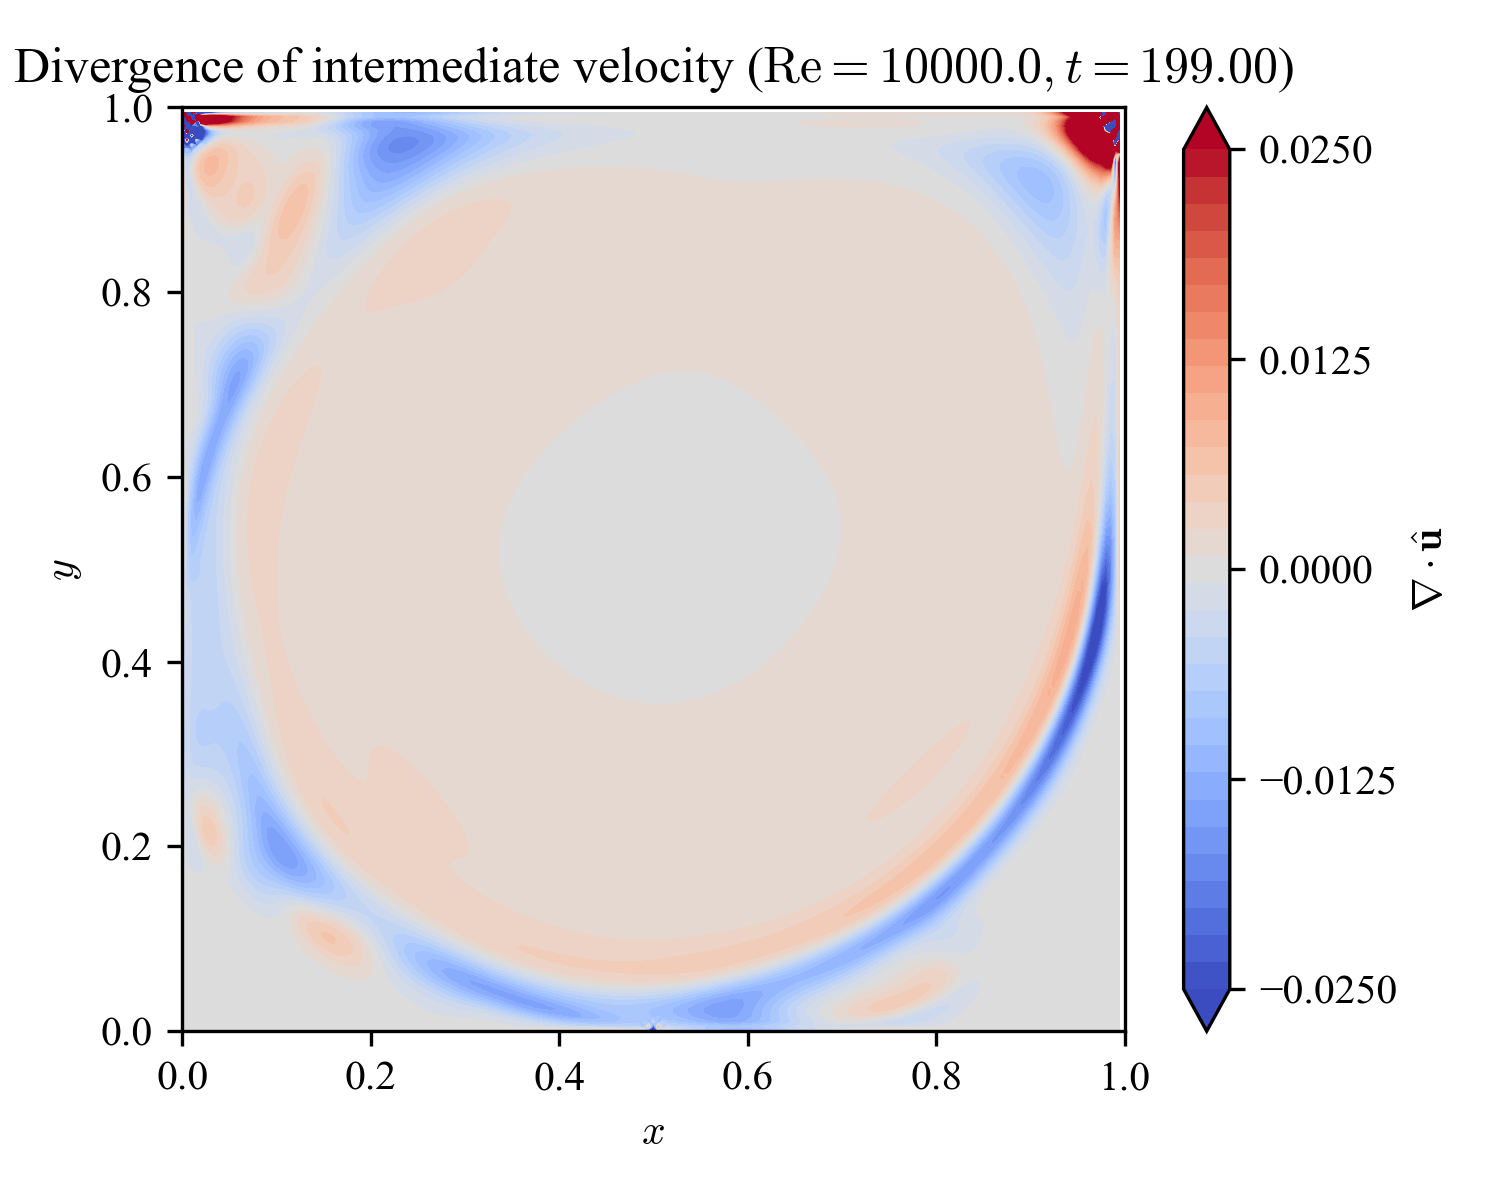 Divergence of intermediate velocity (Re = 10000.0, t = 199.00)
1.0
0.8
0.6
0.4
0.2
0.0
y
0.0 0.2 0.4 0.6 0.8 1.0
x
0.0250
0.0125
0.0000
−0.0125
−0.0250
∇ · û